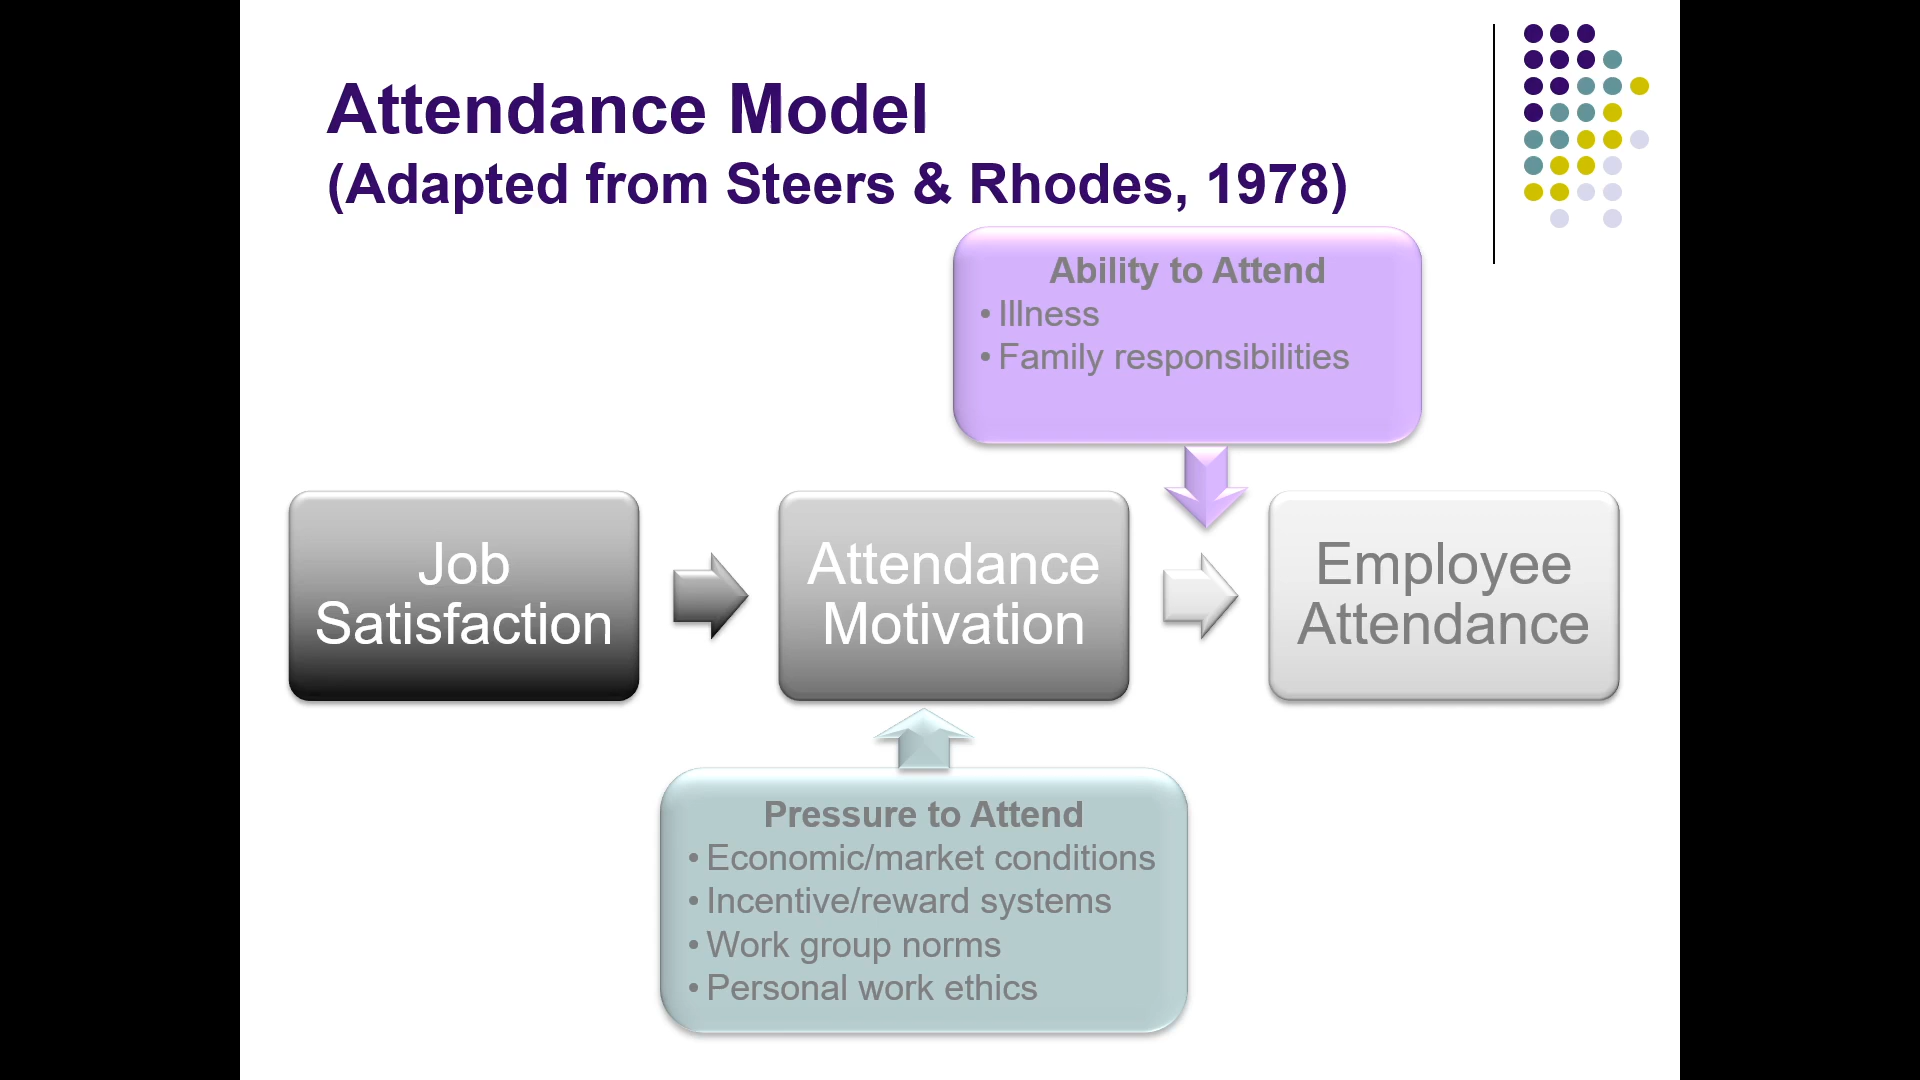 Attendance Model
(Adapted from Steers & Rhodes, 1978)
Ability to Attend
• Illness
• Family responsibilities
Job
Satisfaction
Attendance
Motivation
Employee
Attendance
Pressure to Attend
• Economic/market conditions
• Incentive/reward systems
• Work group norms
• Personal work ethics